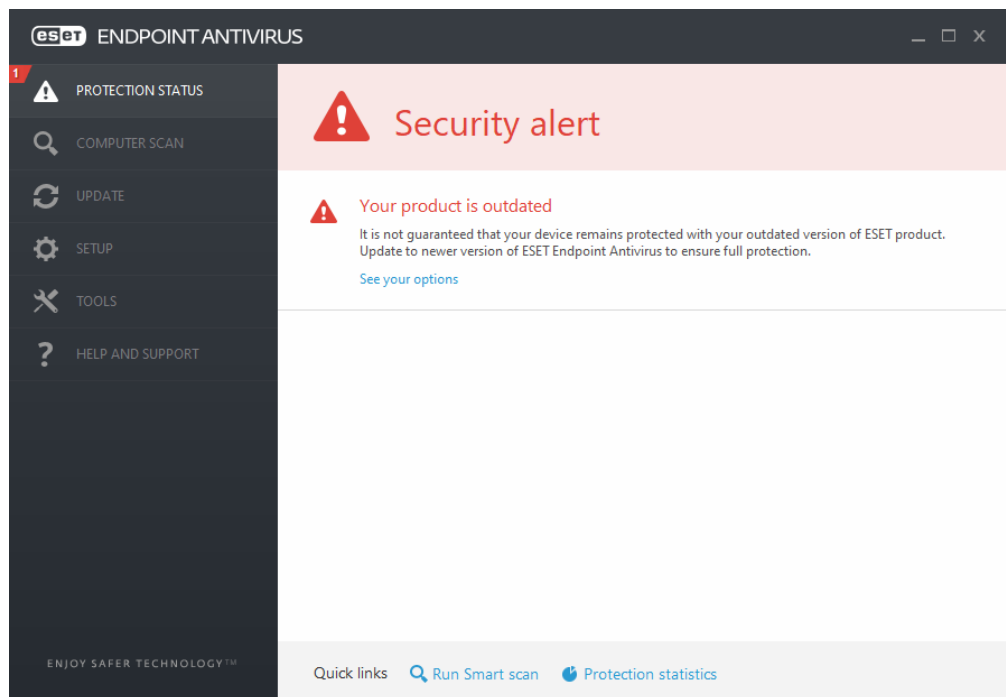 eset ENDPOINT ANTIVIRUS
1
PROTECTION STATUS
COMPUTER SCAN
UPDATE
SETUP
TOOLS
HELP AND SUPPORT
ENJOY SAFER TECHNOLOGY™
Security alert
Your product is outdated
It is not guaranteed that your device remains protected with your outdated version of ESET product.
Update to newer version of ESET Endpoint Antivirus to ensure full protection.
See your options
Quick links Run Smart scan Protection statistics